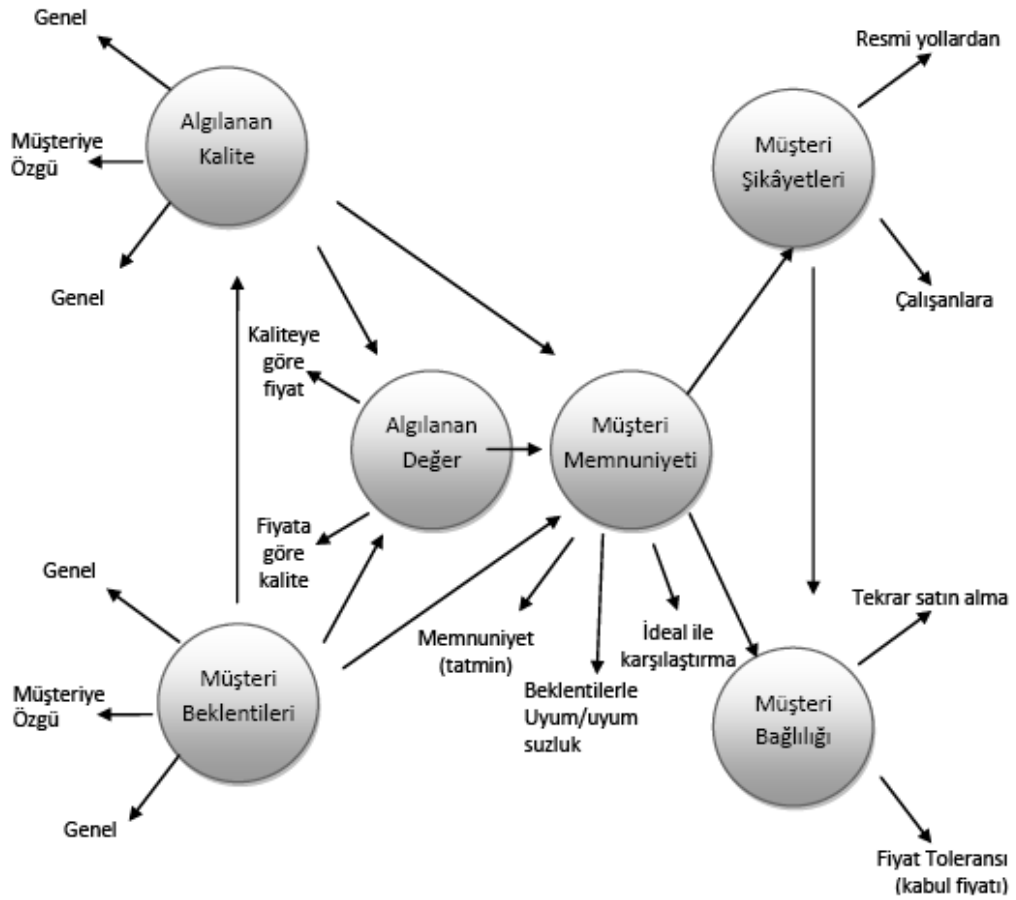 Genel
Resmi yollardan
Algılanan
Kalite
Müşteri
Şikâyetleri
Müşteriye
Özgü
Genel
Çalışanlara
Kaliteye
göre
fiyat
Algılanan
Değer
Müşteri
Memnuniyeti
Fiyata
göre
kalite
Genel
Tekrar satın alma
Memnuniyet
(tatmin)
İdeal ile
karşılaştırma
Müşteri
Beklentileri
Müşteriye
Özgü
Beklentilerle
Uyum/uyum
suzluk
Müşteri
Bağlılığı
Genel
Fiyat Toleransı
(kabul fiyatı)